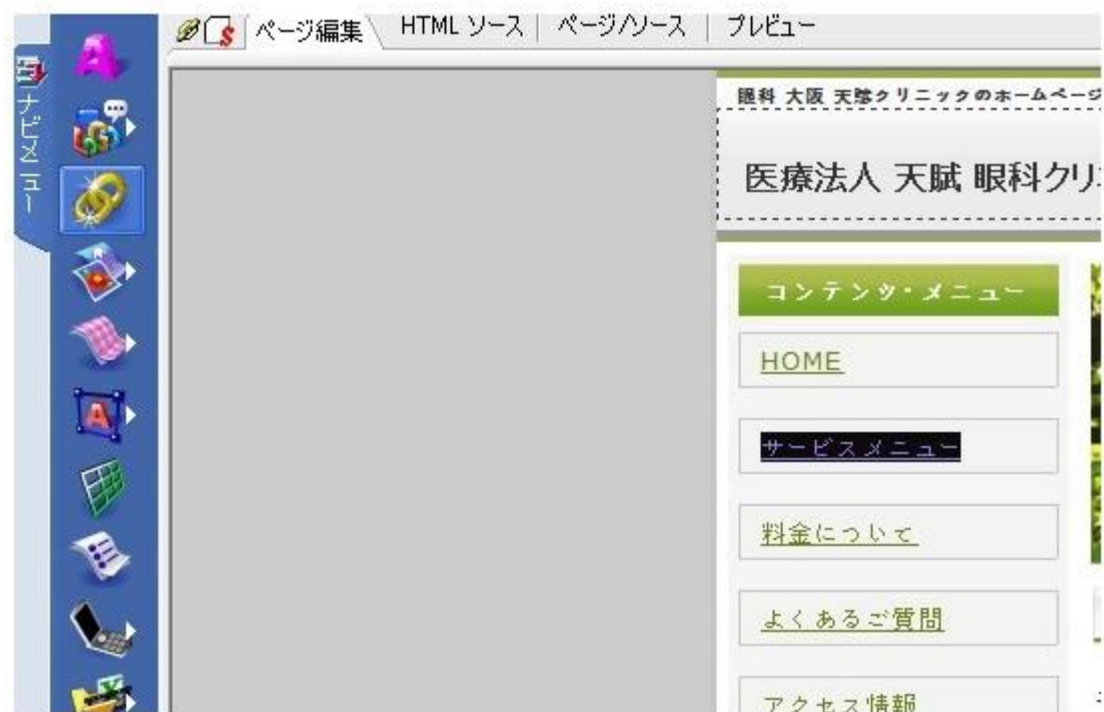 ページ編集 HTML ソース ページ/ソース プレビュー
ナビメニュー
眼科 大阪 天賦クリニックのホームページ
医療法人 天賦 眼科クリニ
コンテンツ・メニュー
HOME
サービスメニュー
料金について
よくあるご質問
アクセス情報